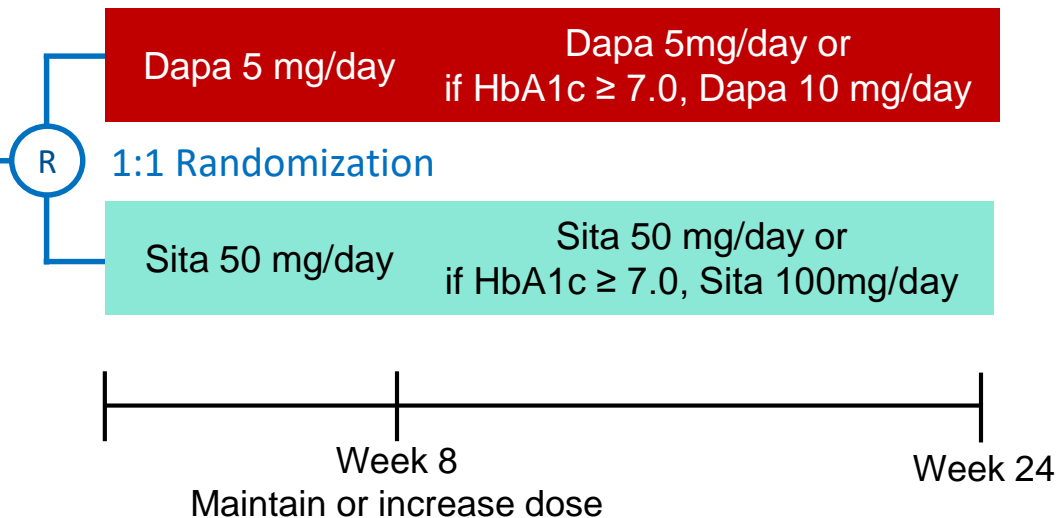 Dapa 5 mg/day
Dapa 5mg/day or
if HbA1c ≥ 7.0, Dapa 10 mg/day
R
1:1 Randomization
Sita 50 mg/day
Sita 50 mg/day or
if HbA1c ≥ 7.0, Sita 100mg/day
Week 8
Maintain or increase dose
Week 24